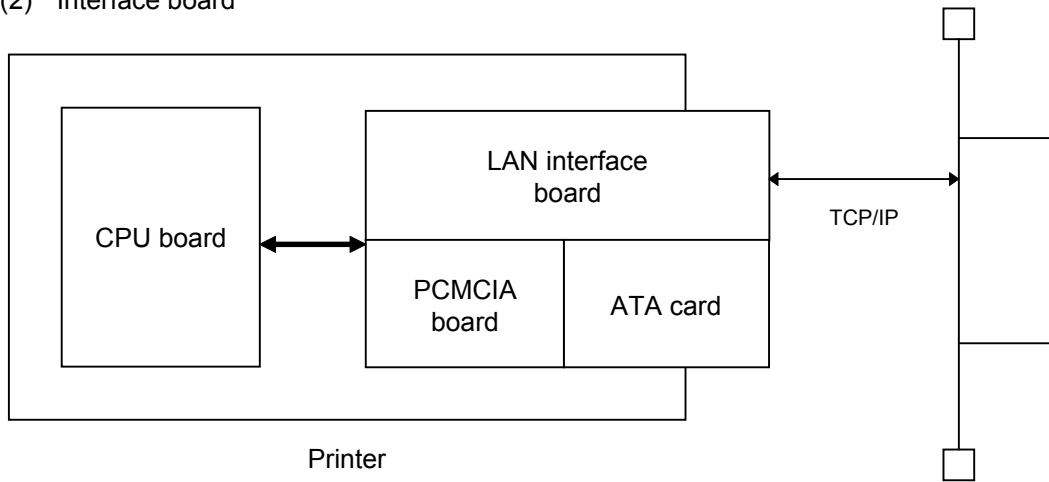 (2) Interface board
LAN interface
board
TCP/IP
CPU board
PCMCIA
board
ATA card
Printer